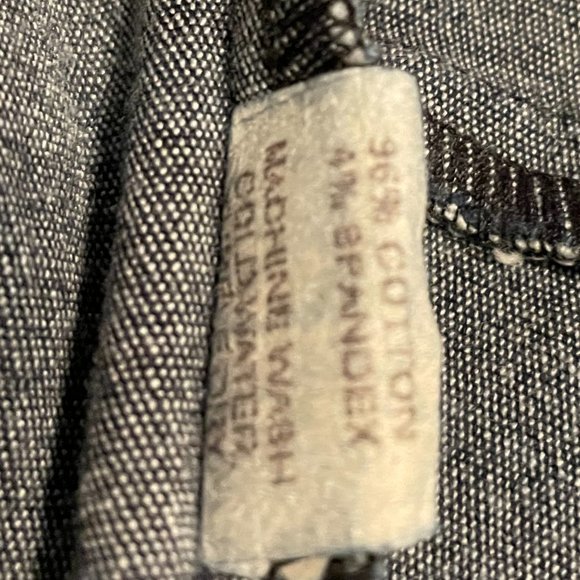 96% COTTON
4% SPANDEX
MACHINE WASH
COLD WATER